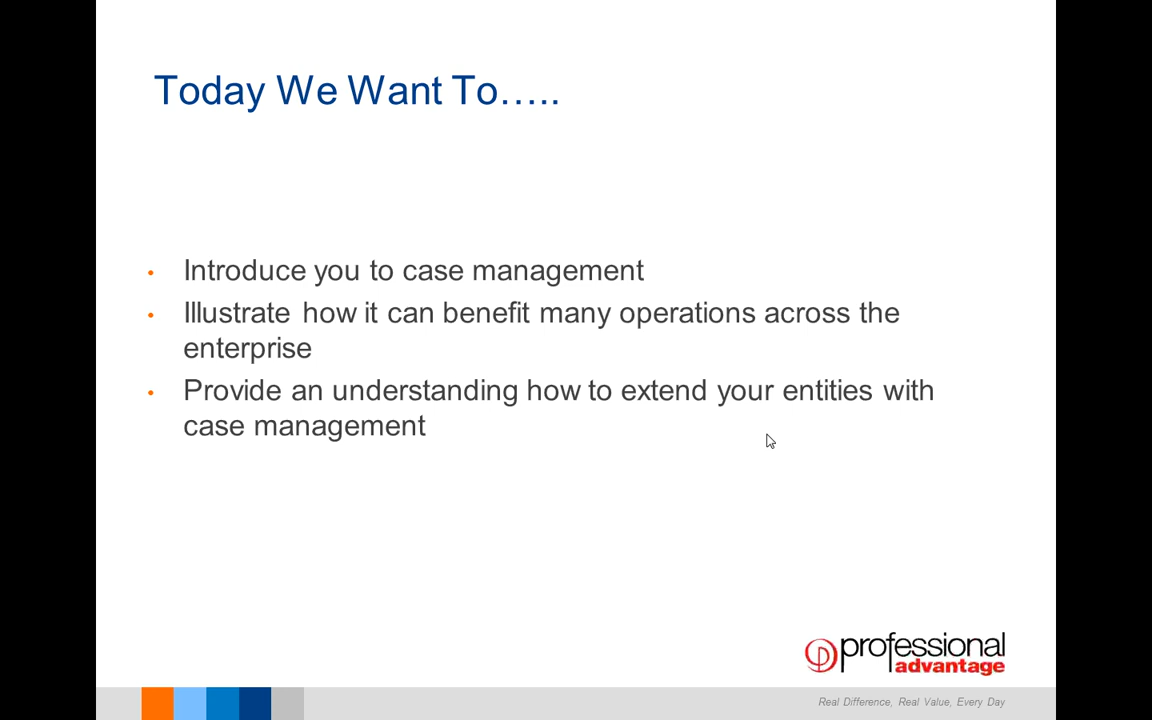 Today We Want To…..
• Introduce you to case management
• Illustrate how it can benefit many operations across the
enterprise
• Provide an understanding how to extend your entities with
case management
professional
advantage
Real Difference, Real Value, Every Day